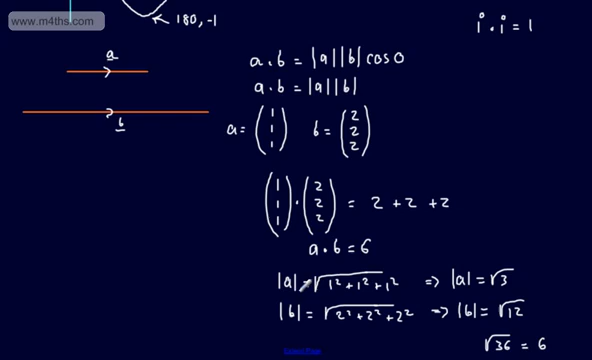 www.m4ths.com
180, -1
i · i = 1
a
b
a · b = |a||b| cos 0
a · b = |a||b|
a = (1 1 1) b = (2 2 2)
(1 1 1) · (2 2 2) = 2 + 2 + 2
a · b = 6
|a| = √1² + 1² + 1² ⇒ |a| = √3
|b| = √2² + 2² + 2² ⇒ |b| = √12
√36 = 6